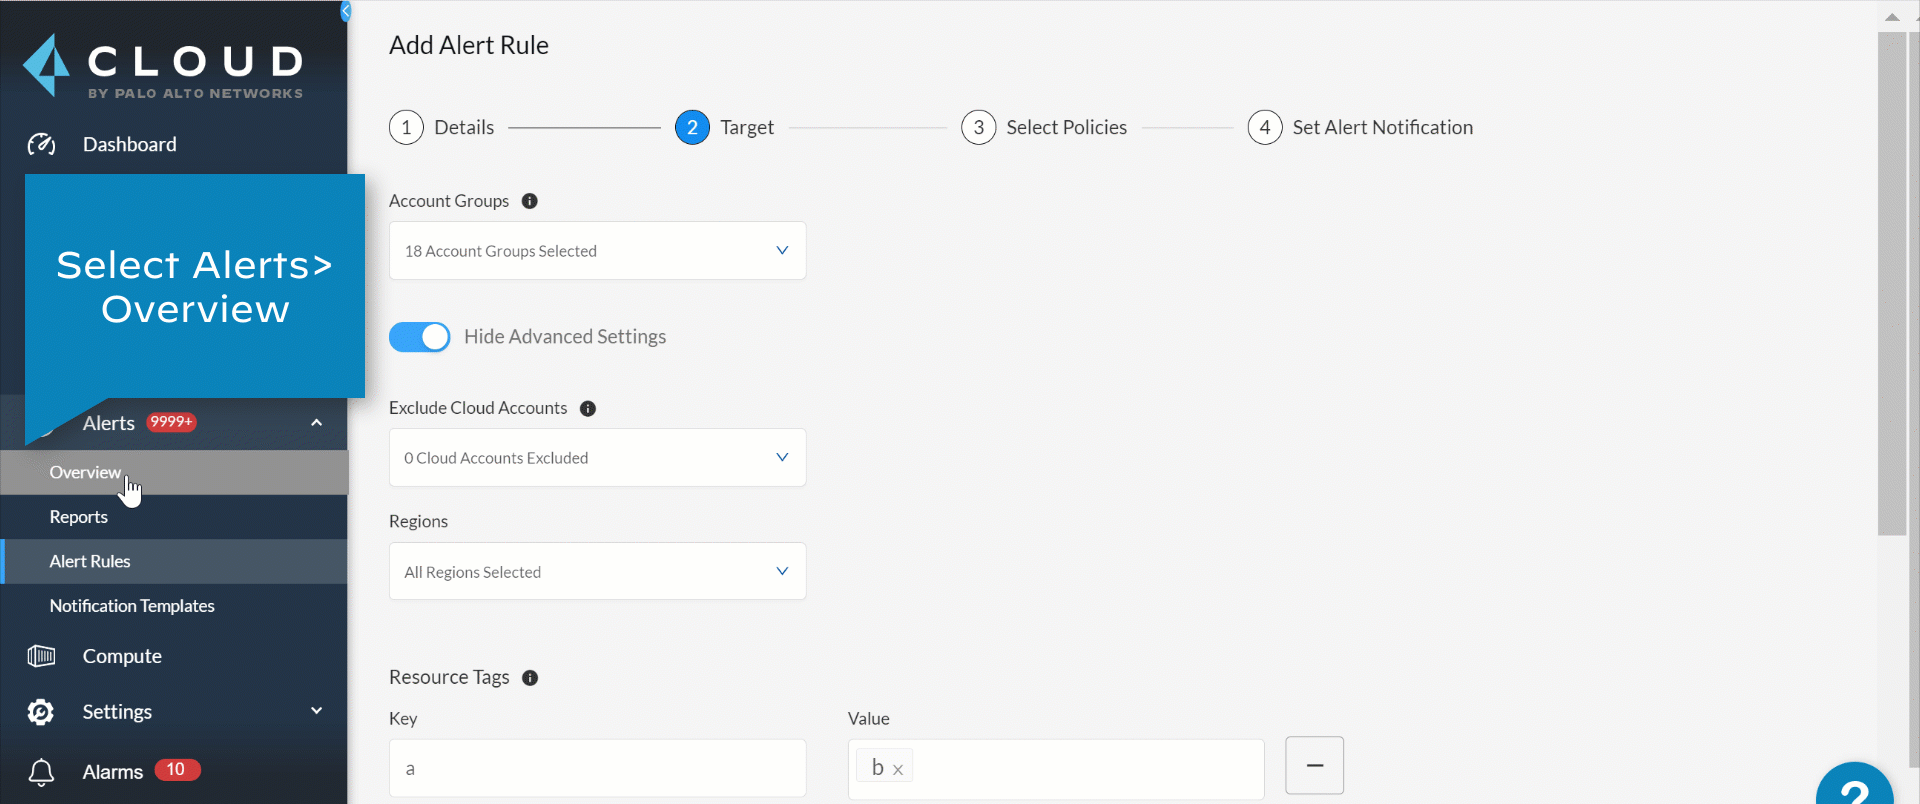 CLOUD
BY PALO ALTO NETWORKS
Dashboard
Select Alerts>
Overview
Alerts 9999+
Overview
Reports
Alert Rules
Notification Templates
Compute
Settings
Alarms 10
Add Alert Rule
1 Details 2 Target 3 Select Policies 4 Set Alert Notification
Account Groups i
18 Account Groups Selected
Hide Advanced Settings
Exclude Cloud Accounts i
0 Cloud Accounts Excluded
Regions
All Regions Selected
Resource Tags i
Key Value
a b x −
?